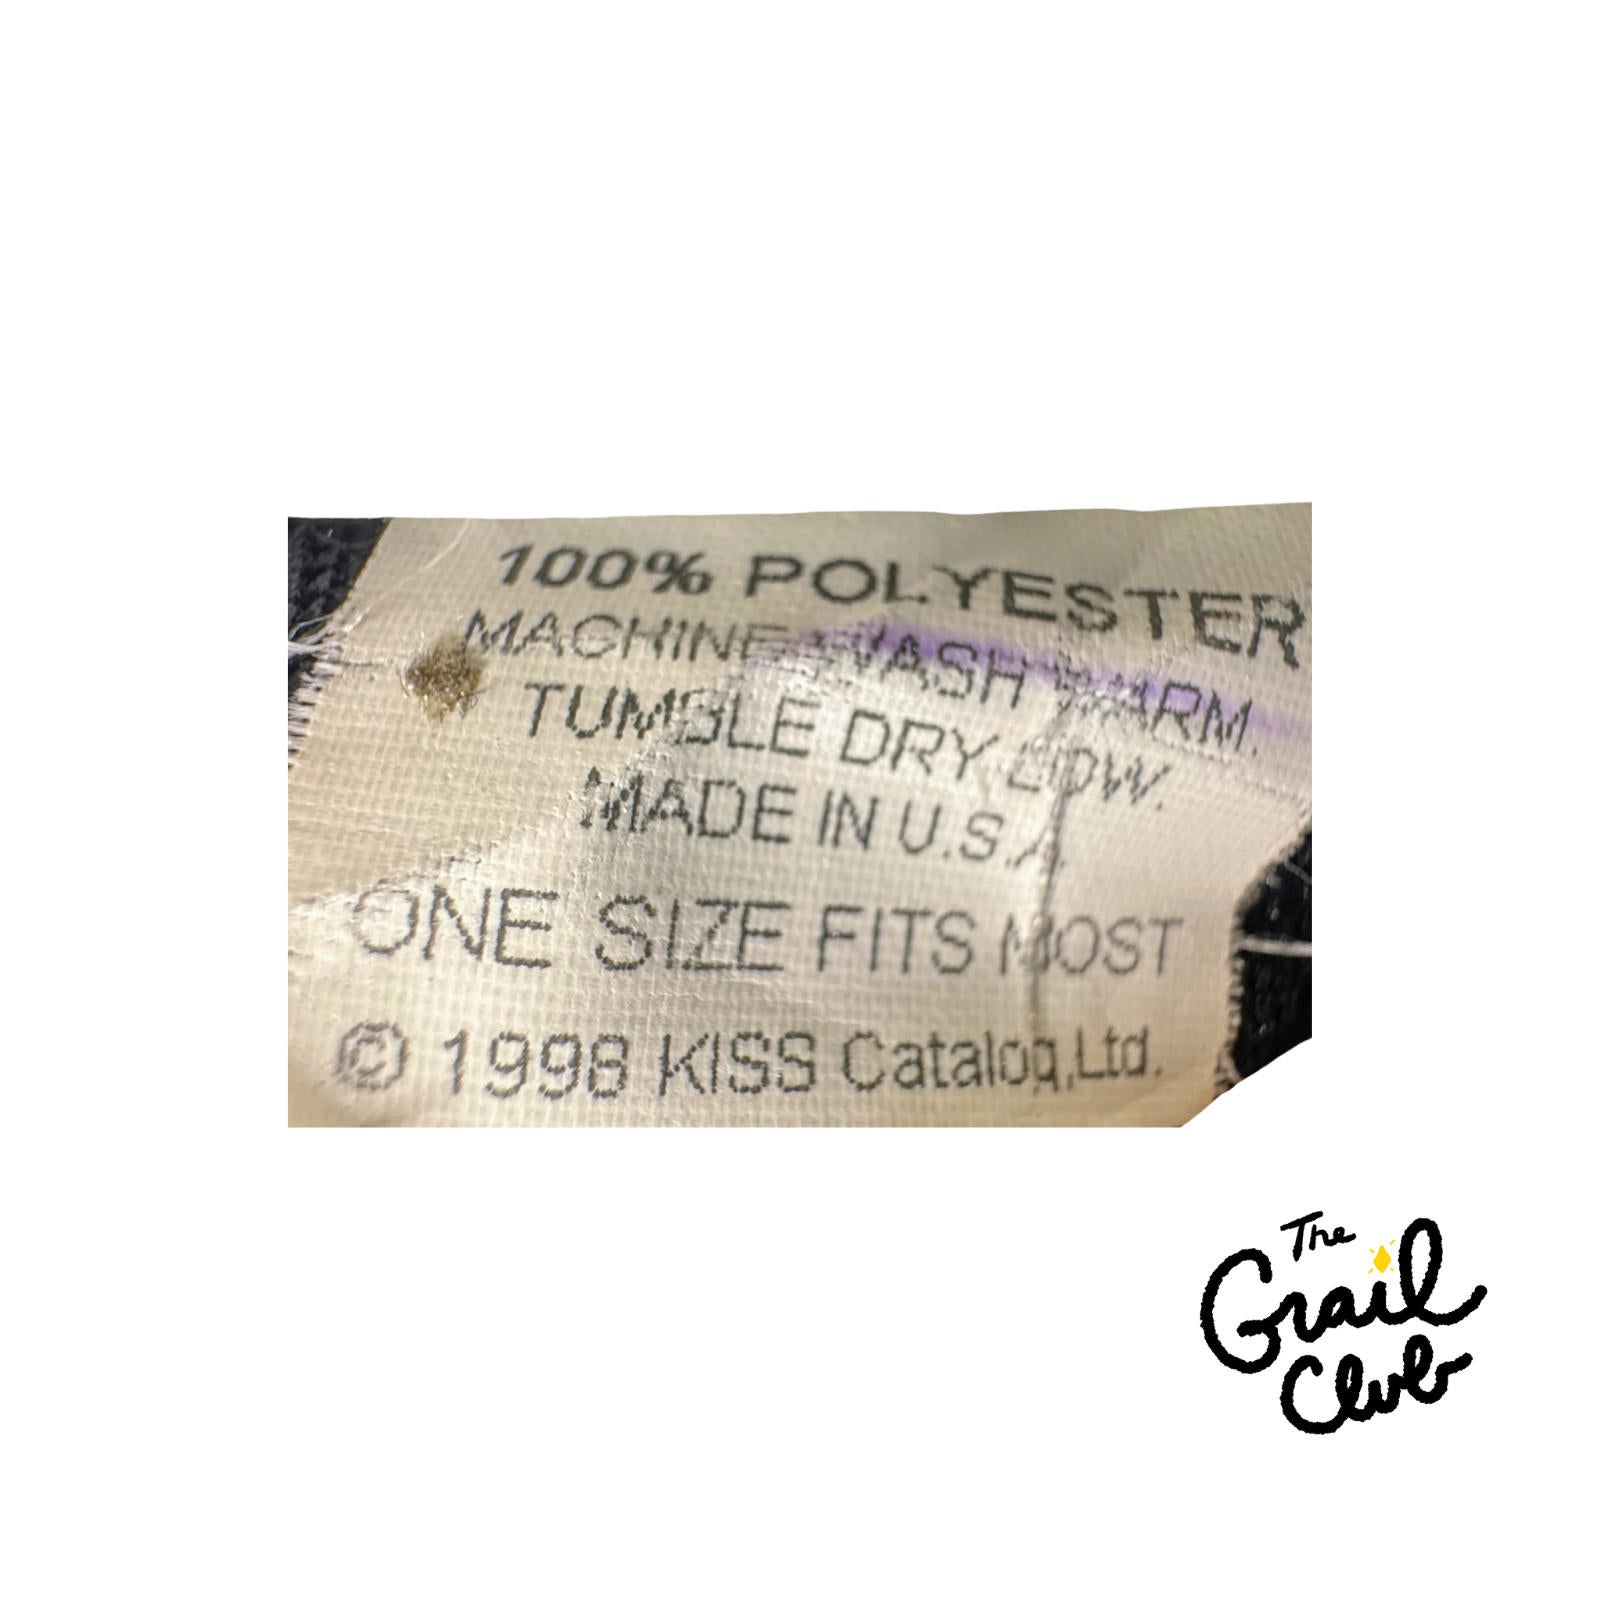 100% POLYESTER
MACHINE WASH WARM.
TUMBLE DRY LOW.
MADE IN U.S.A.
ONE SIZE FITS MOST
© 1998 KISS Catalog,Ltd.
The
Grail
Club